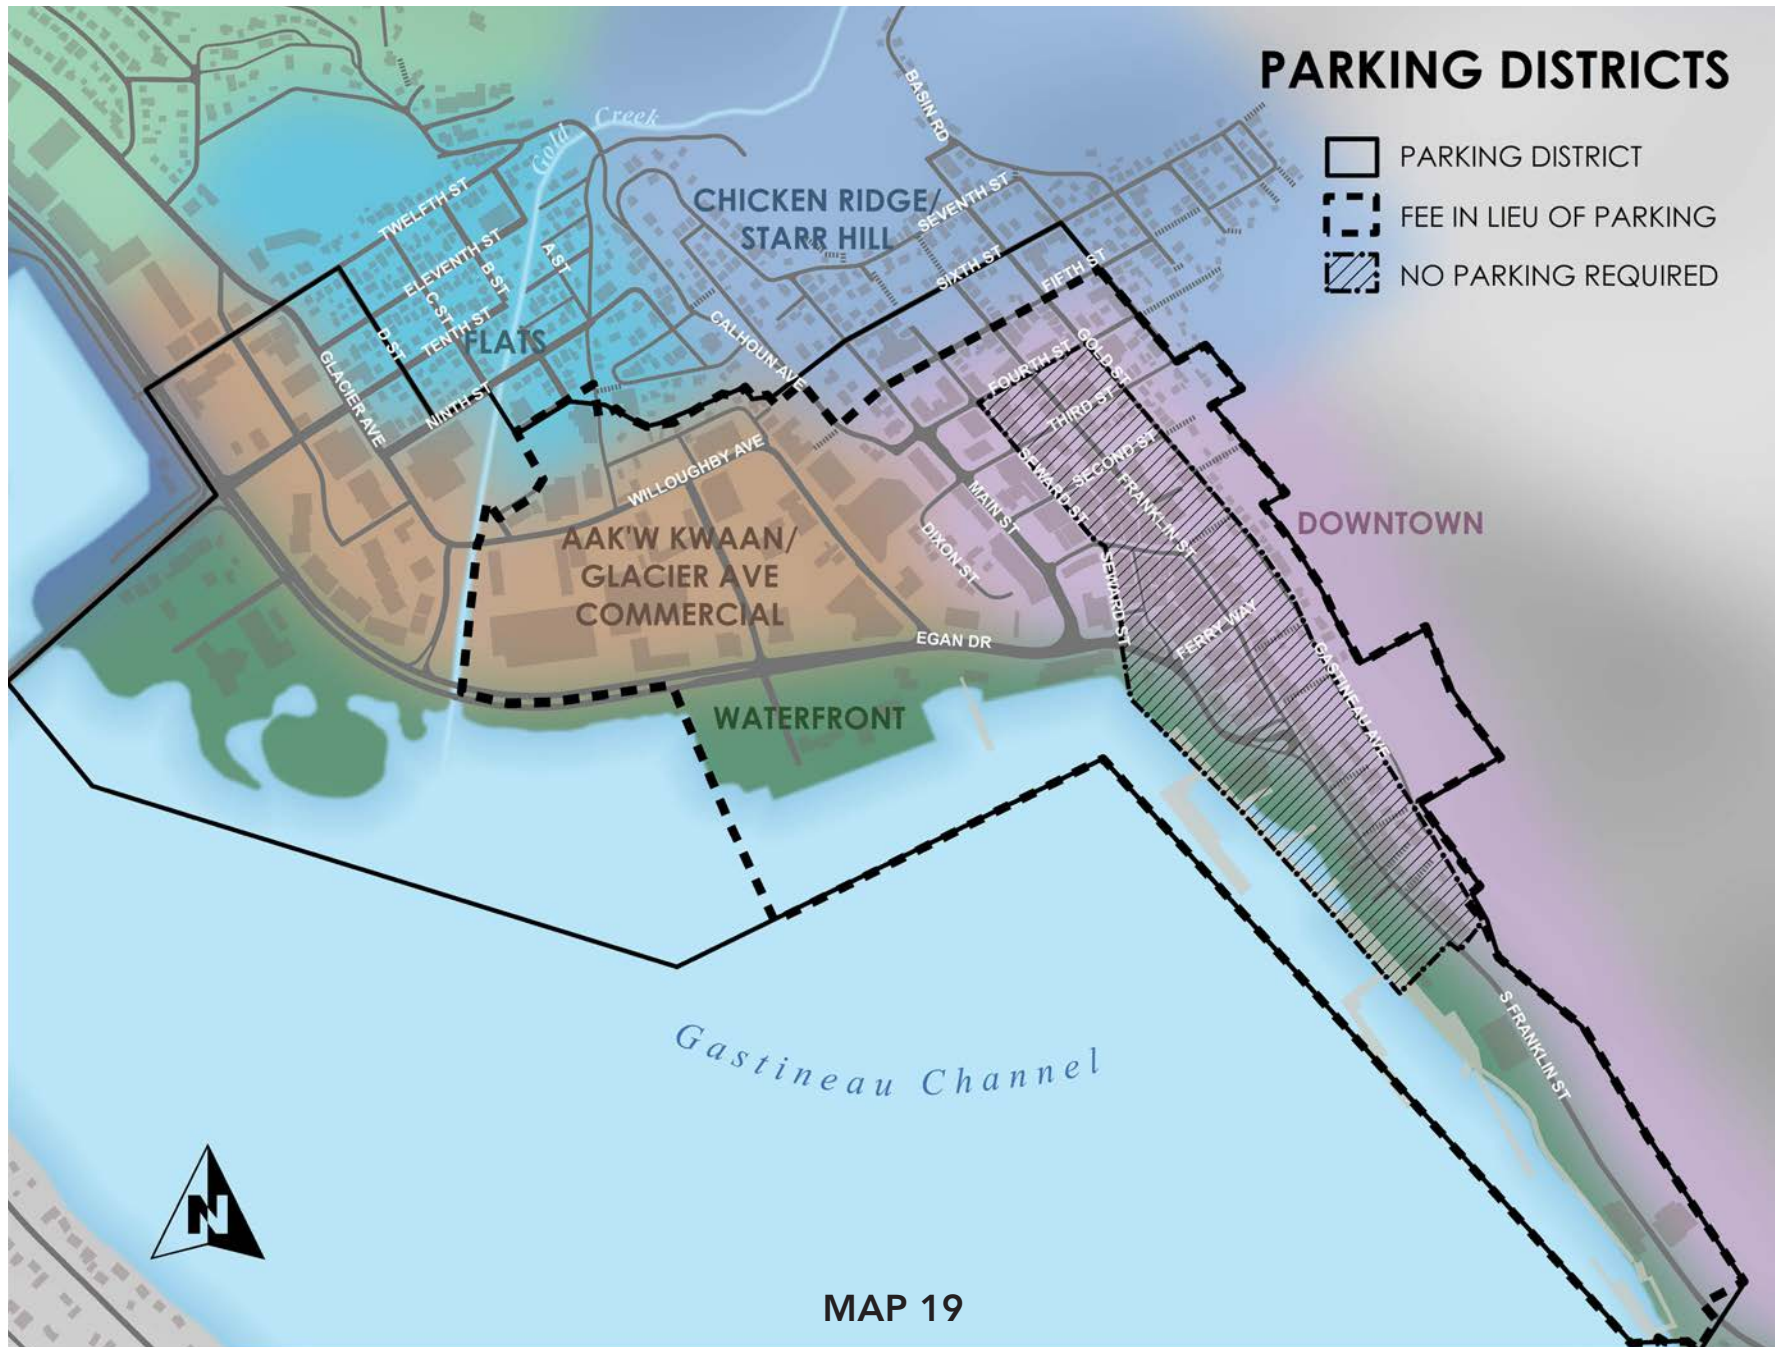 PARKING DISTRICTS
PARKING DISTRICT
FEE IN LIEU OF PARKING
NO PARKING REQUIRED
Gold Creek
BASIN RD
CHICKEN RIDGE/
STARR HILL
SEVENTH ST
TWELFTH ST
ELEVENTH ST
A ST
B ST
C ST
D ST
TENTH ST
FLATS
NINTH ST
GLACIER AVE
CALHOUN AVE
SIXTH ST
FIFTH ST
GOLD ST
FOURTH ST
THIRD ST
SECOND ST
SEWARD ST
FRANKLIN ST
MAIN ST
DIXON ST
WILLOUGHBY AVE
DOWNTOWN
AAK'W KWAAN/
GLACIER AVE
COMMERCIAL
SEWARD ST
FERRY WAY
EGAN DR
GASTINEAU AVE
WATERFRONT
S FRANKLIN ST
Gastineau Channel
N
MAP 19